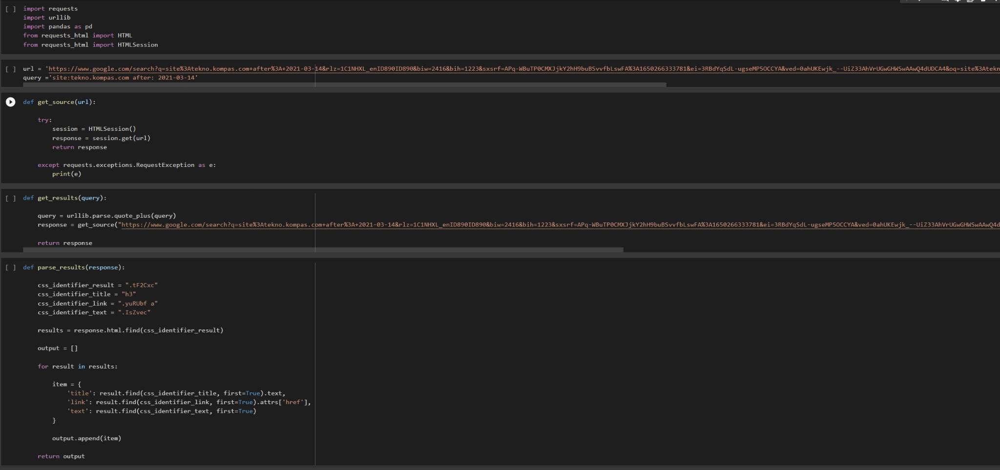 [ ] import requests
import urllib
import pandas as pd
from requests_html import HTML
from requests_html import HTMLSession
[ ] url = 'https://www.google.com/search?q=site%3Atekno.kompas.com+after%3A+2021-03-14&rlz=1C1NHXL_enID890ID890&biw=2416&bih=1223&sxsrf=APq-WBuTP0CMXJjkY2hH9buBSvvfbLswFA%3A1650266333781&ei=3RBdYqSdL-ugseMP5OCCYA&ved=0ahUKEwjk_--UiZ33AhVrUGwGHWSwAAwQ4dUDCA4&oq=site%3Atekn
query ='site:tekno.kompas.com after: 2021-03-14'
def get_source(url):
try:
session = HTMLSession()
response = session.get(url)
return response
except requests.exceptions.RequestException as e:
print(e)
[ ] def get_results(query):
query = urllib.parse.quote_plus(query)
response = get_source("https://www.google.com/search?q=site%3Atekno.kompas.com+after%3A+2021-03-14&rlz=1C1NHXL_enID890ID890&biw=2416&bih=1223&sxsrf=APq-WBuTP0CMXJjkY2hH9buBSvvfbLswFA%3A1650266333781&ei=3RBdYqSdL-ugseMP5OCCYA&ved=0ahUKEwjk_--UiZ33AhVrUGwGHWSwAAwQ4d
return response
[ ] def parse_results(response):
css_identifier_result = ".tF2Cxc"
css_identifier_title = "h3"
css_identifier_link = ".yuRUbf a"
css_identifier_text = ".IsZvec"
results = response.html.find(css_identifier_result)
output = []
for result in results:
item = {
'title': result.find(css_identifier_title, first=True).text,
'link': result.find(css_identifier_link, first=True).attrs['href'],
'text': result.find(css_identifier_text, first=True)
}
output.append(item)
return output